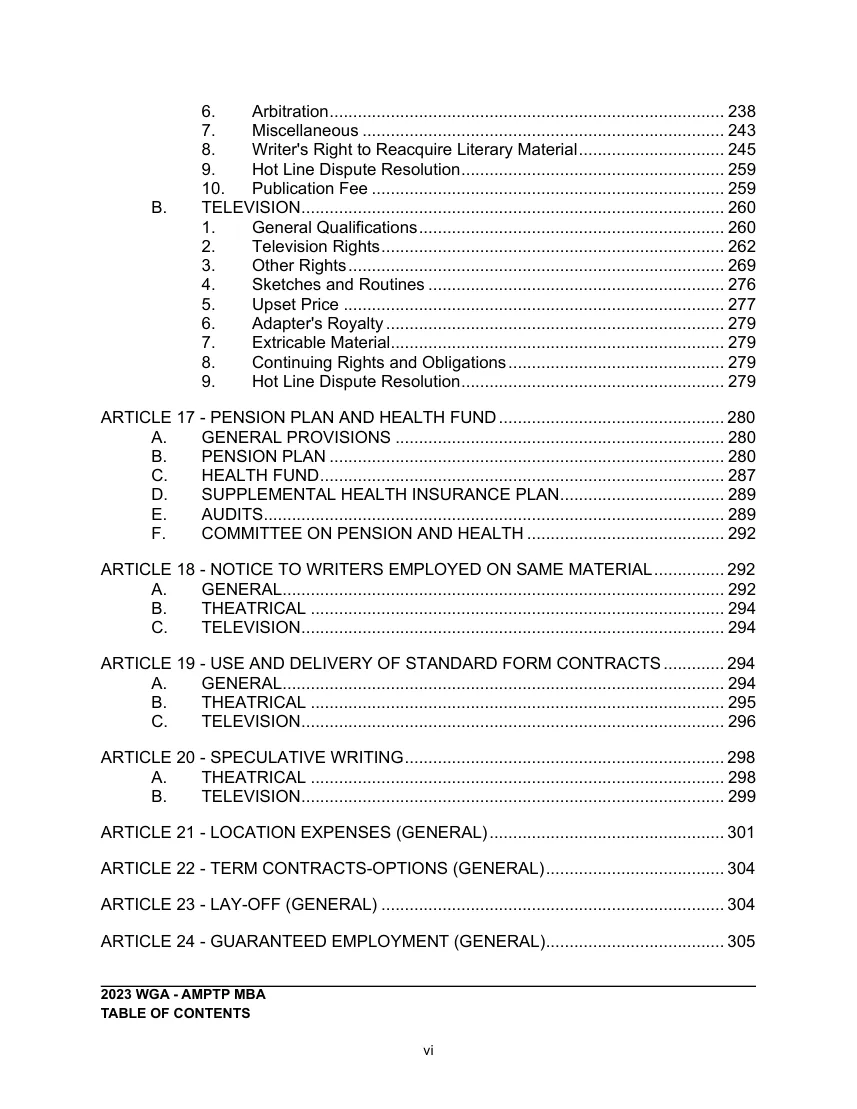 6. Arbitration.................................................................................... 238
7. Miscellaneous ............................................................................. 243
8. Writer's Right to Reacquire Literary Material............................... 245
9. Hot Line Dispute Resolution........................................................ 259
10. Publication Fee ........................................................................... 259
B. TELEVISION.......................................................................................... 260
1. General Qualifications................................................................. 260
2. Television Rights......................................................................... 262
3. Other Rights................................................................................ 269
4. Sketches and Routines ............................................................... 276
5. Upset Price ................................................................................. 277
6. Adapter's Royalty ........................................................................ 279
7. Extricable Material....................................................................... 279
8. Continuing Rights and Obligations.............................................. 279
9. Hot Line Dispute Resolution........................................................ 279
ARTICLE 17 - PENSION PLAN AND HEALTH FUND ................................................ 280
A. GENERAL PROVISIONS ...................................................................... 280
B. PENSION PLAN .................................................................................... 280
C. HEALTH FUND...................................................................................... 287
D. SUPPLEMENTAL HEALTH INSURANCE PLAN................................... 289
E. AUDITS.................................................................................................. 289
F. COMMITTEE ON PENSION AND HEALTH .......................................... 292
ARTICLE 18 - NOTICE TO WRITERS EMPLOYED ON SAME MATERIAL............... 292
A. GENERAL.............................................................................................. 292
B. THEATRICAL ........................................................................................ 294
C. TELEVISION.......................................................................................... 294
ARTICLE 19 - USE AND DELIVERY OF STANDARD FORM CONTRACTS ............. 294
A. GENERAL.............................................................................................. 294
B. THEATRICAL ........................................................................................ 295
C. TELEVISION.......................................................................................... 296
ARTICLE 20 - SPECULATIVE WRITING.................................................................... 298
A. THEATRICAL ........................................................................................ 298
B. TELEVISION.......................................................................................... 299
ARTICLE 21 - LOCATION EXPENSES (GENERAL).................................................. 301
ARTICLE 22 - TERM CONTRACTS-OPTIONS (GENERAL)...................................... 304
ARTICLE 23 - LAY-OFF (GENERAL) ......................................................................... 304
ARTICLE 24 - GUARANTEED EMPLOYMENT (GENERAL)...................................... 305
2023 WGA - AMPTP MBA
TABLE OF CONTENTS
vi